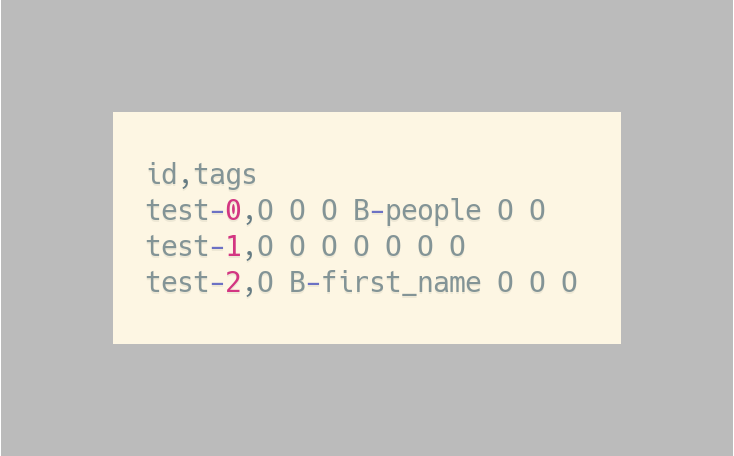 id,tags
test-0,O O O B-people O O
test-1,O O O O O O O
test-2,O B-first_name O O O